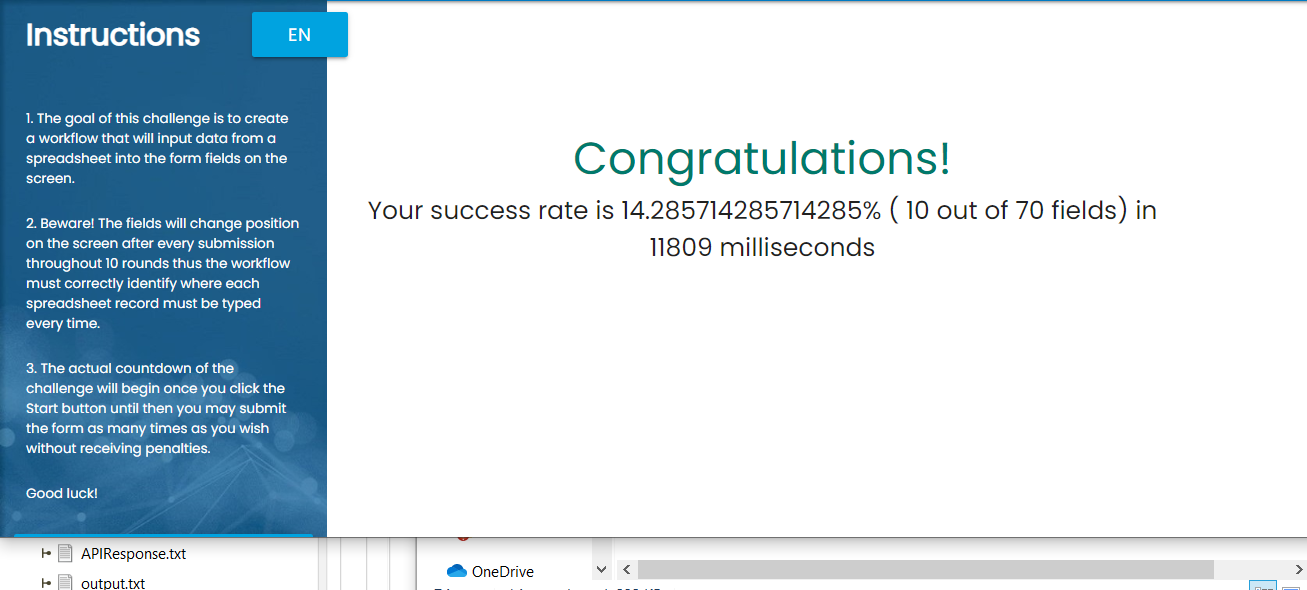 Instructions
EN
1. The goal of this challenge is to create
a workflow that will input data from a
spreadsheet into the form fields on the
screen.
2. Beware! The fields will change position
on the screen after every submission
throughout 10 rounds thus the workflow
must correctly identify where each
spreadsheet record must be typed
every time.
3. The actual countdown of the
challenge will begin once you click the
Start button until then you may submit
the form as many times as you wish
without receiving penalties.
Good luck!
Congratulations!
Your success rate is 14.285714285714285% ( 10 out of 70 fields) in
11809 milliseconds
APIResponse.txt
output.txt
OneDrive